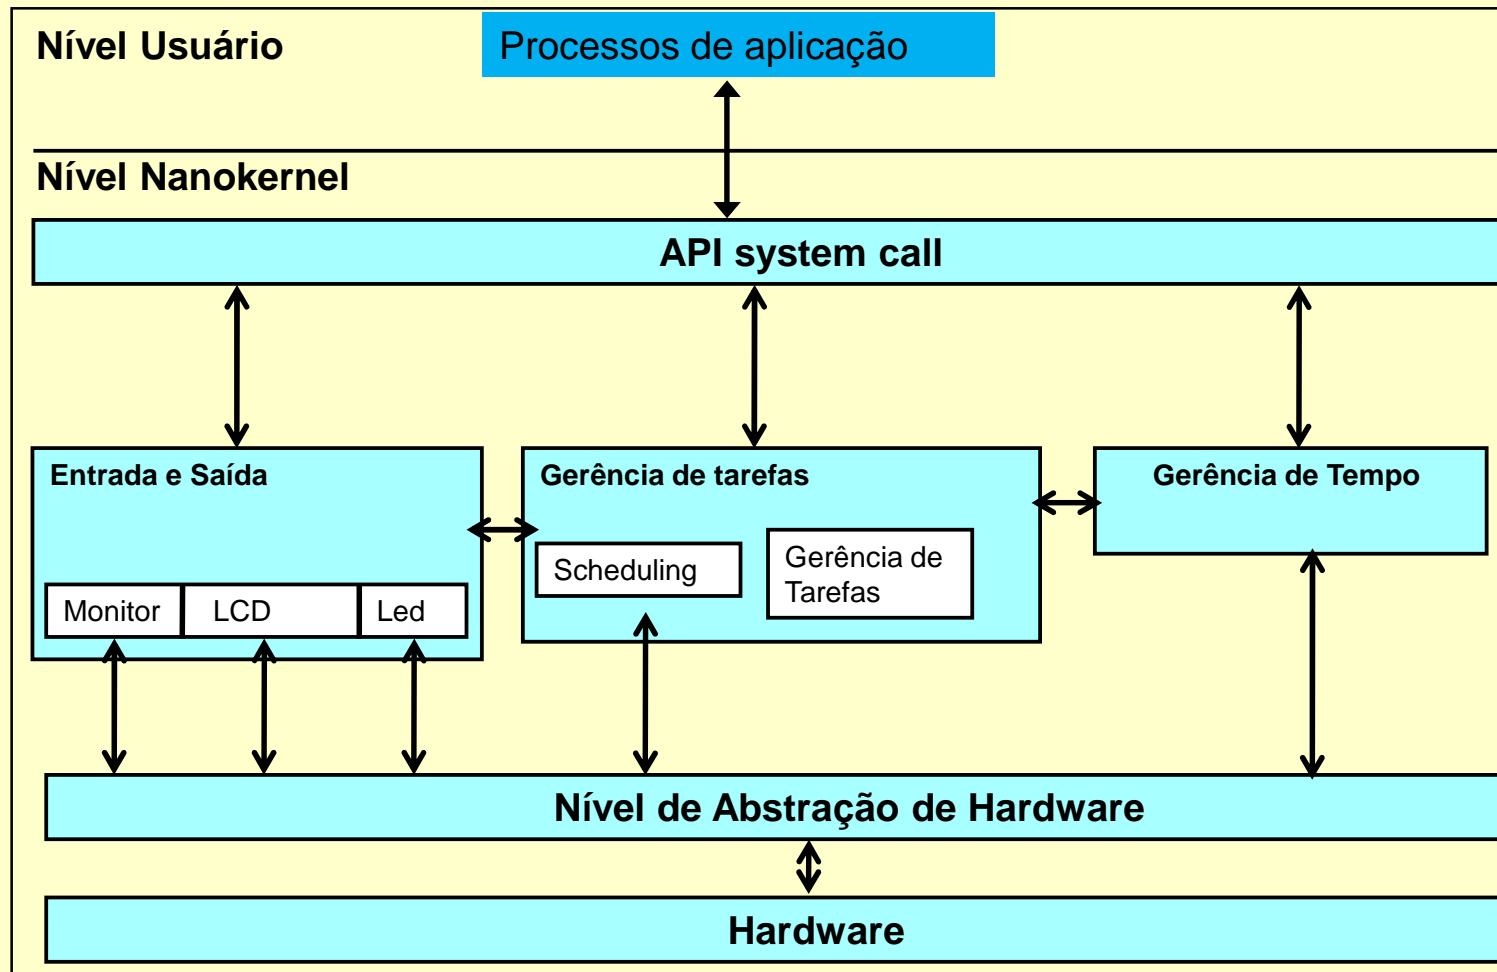 Nível Usuário
Processos de aplicação
Nível Nanokernel
API system call
Entrada e Saída
Monitor
LCD
Led
Gerência de tarefas
Scheduling
Gerência de
Tarefas
Gerência de Tempo
Nível de Abstração de Hardware
Hardware